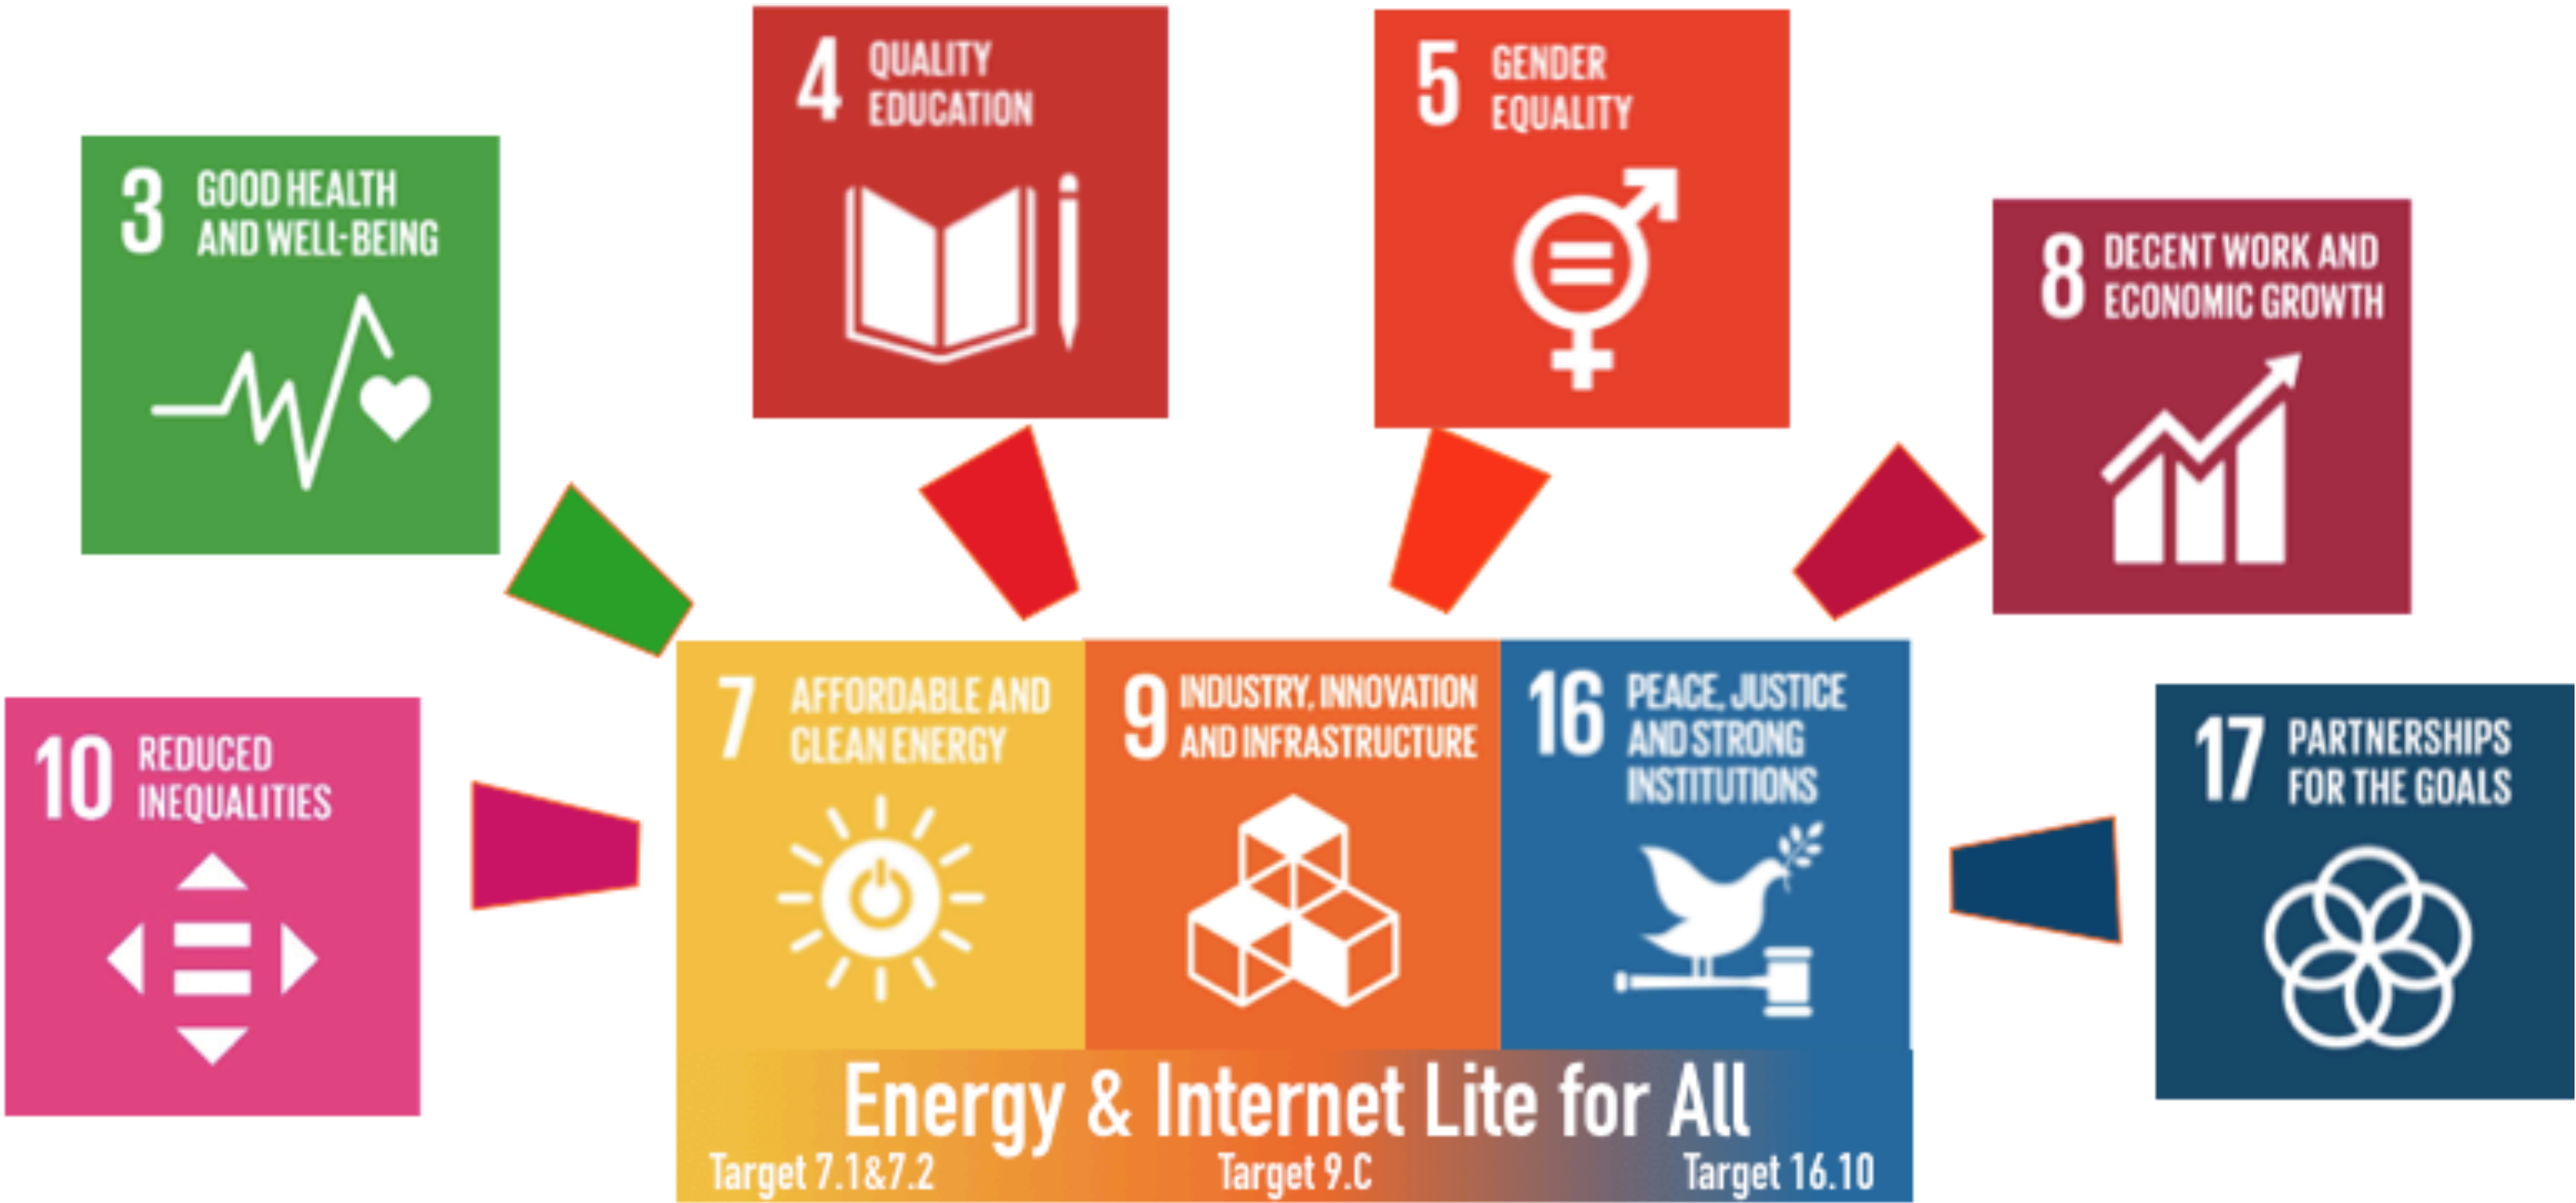 4 QUALITY
EDUCATION
5 GENDER
EQUALITY
3 GOOD HEALTH
AND WELL-BEING
8 DECENT WORK AND
ECONOMIC GROWTH
10 REDUCED
INEQUALITIES
7 AFFORDABLE AND
CLEAN ENERGY
9 INDUSTRY, INNOVATION
AND INFRASTRUCTURE
16 PEACE, JUSTICE
AND STRONG
INSTITUTIONS
17 PARTNERSHIPS
FOR THE GOALS
Energy & Internet Lite for All
Target 7.1&7.2
Target 9.C
Target 16.10